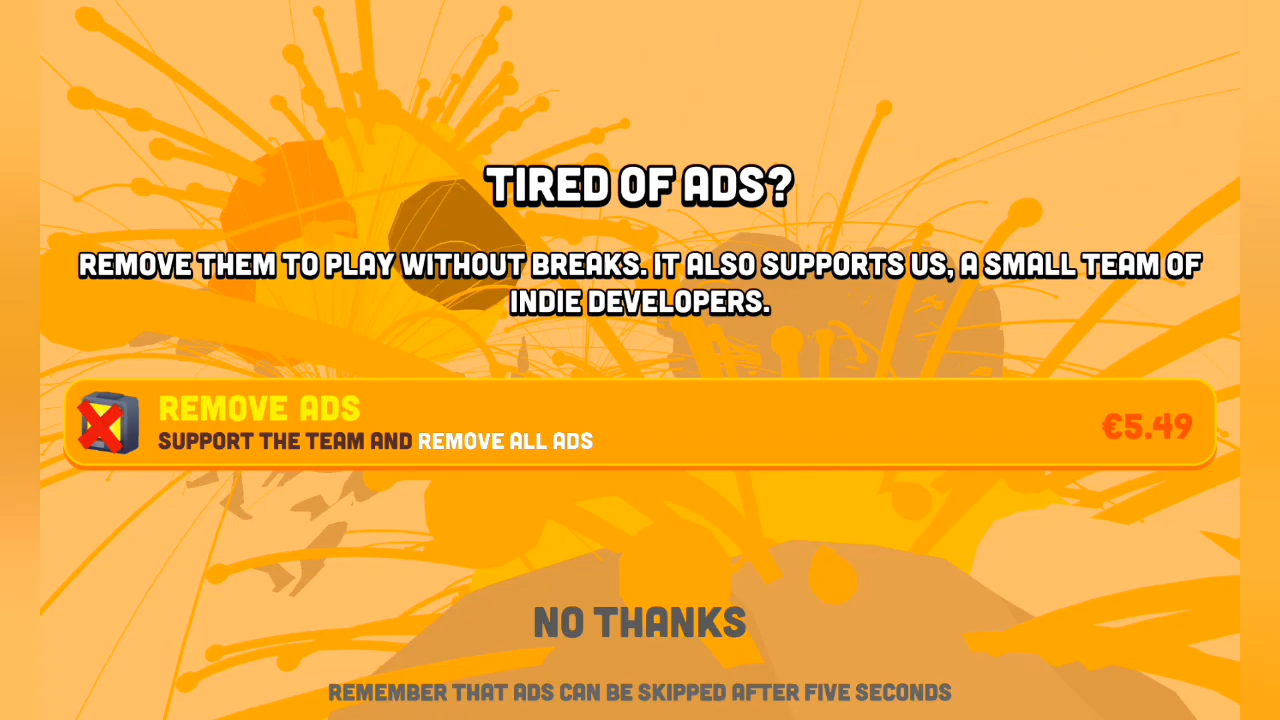 TIRED OF ADS?
REMOVE THEM TO PLAY WITHOUT BREAKS. IT ALSO SUPPORTS US, A SMALL TEAM OF
INDIE DEVELOPERS.
REMOVE ADS
SUPPORT THE TEAM AND REMOVE ALL ADS
€5.49
NO THANKS
REMEMBER THAT ADS CAN BE SKIPPED AFTER FIVE SECONDS